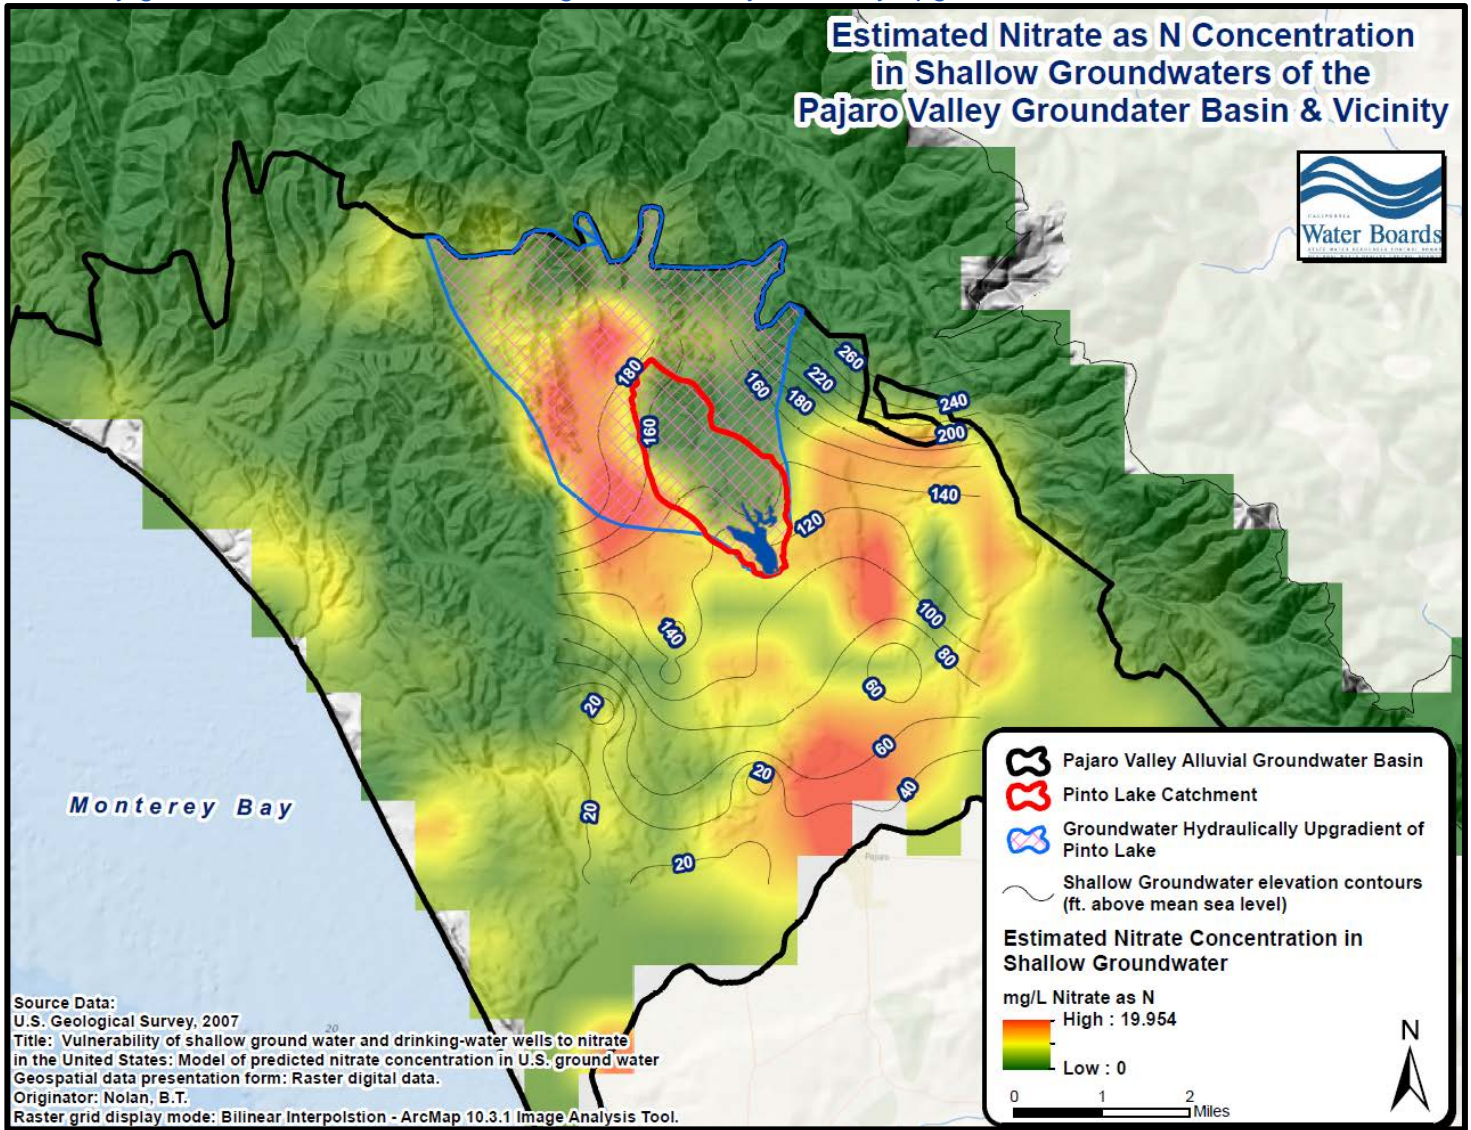 Estimated Nitrate as N Concentration
in Shallow Groundwaters of the
Pajaro Valley Groundater Basin & Vicinity
CALIFORNIA
Water Boards
260
220
180
160
180
160
240
200
140
120
140
100
80
60
20
60
20
40
20
20
Monterey Bay
Pajaro
Pajaro Valley Alluvial Groundwater Basin
Pinto Lake Catchment
Groundwater Hydraulically Upgradient of
Pinto Lake
Shallow Groundwater elevation contours
(ft. above mean sea level)
Estimated Nitrate Concentration in
Shallow Groundwater
mg/L Nitrate as N
High : 19.954
Low : 0
0 1 2
Miles
N
Source Data:
U.S. Geological Survey, 2007
20
Title: Vulnerability of shallow ground water and drinking-water wells to nitrate
in the United States: Model of predicted nitrate concentration in U.S. ground water
Geospatial data presentation form: Raster digital data.
Originator: Nolan, B.T.
Raster grid display mode: Bilinear Interpolstion - ArcMap 10.3.1 Image Analysis Tool.